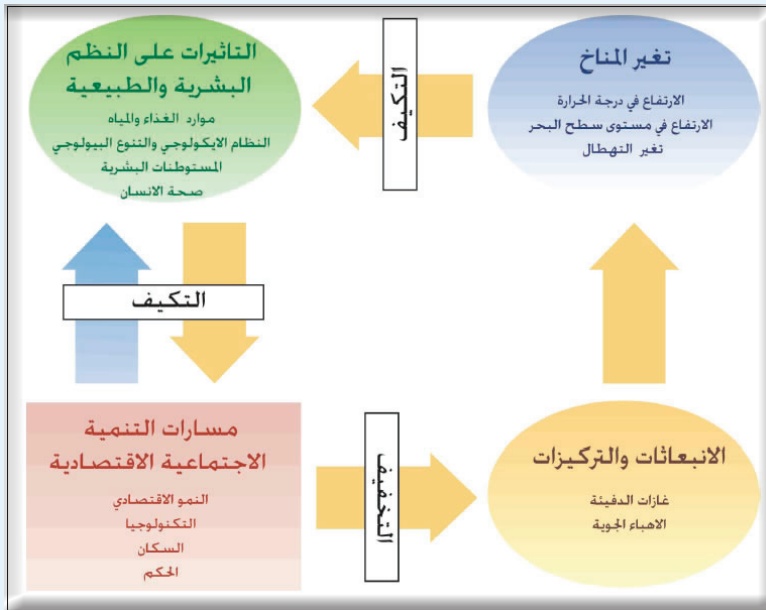 تغير المناخ
الارتفاع في درجة الحرارة
الارتفاع في مستوى سطح البحر
تغير التهطال
التكيف
التاثيرات على النظم
البشرية والطبيعية
موارد الغذاء والمياه
النظام الايكولوجي والتنوع البيولوجي
المستوطنات البشرية
صحة الانسان
التكيف
مسارات التنمية
الاجتماعية الاقتصادية
النمو الاقتصادي
التكنولوجيا
السكان
الحكم
التخفيف
الانبعاثات والتركيزات
غازات الدفيئة
الاهباء الجوية